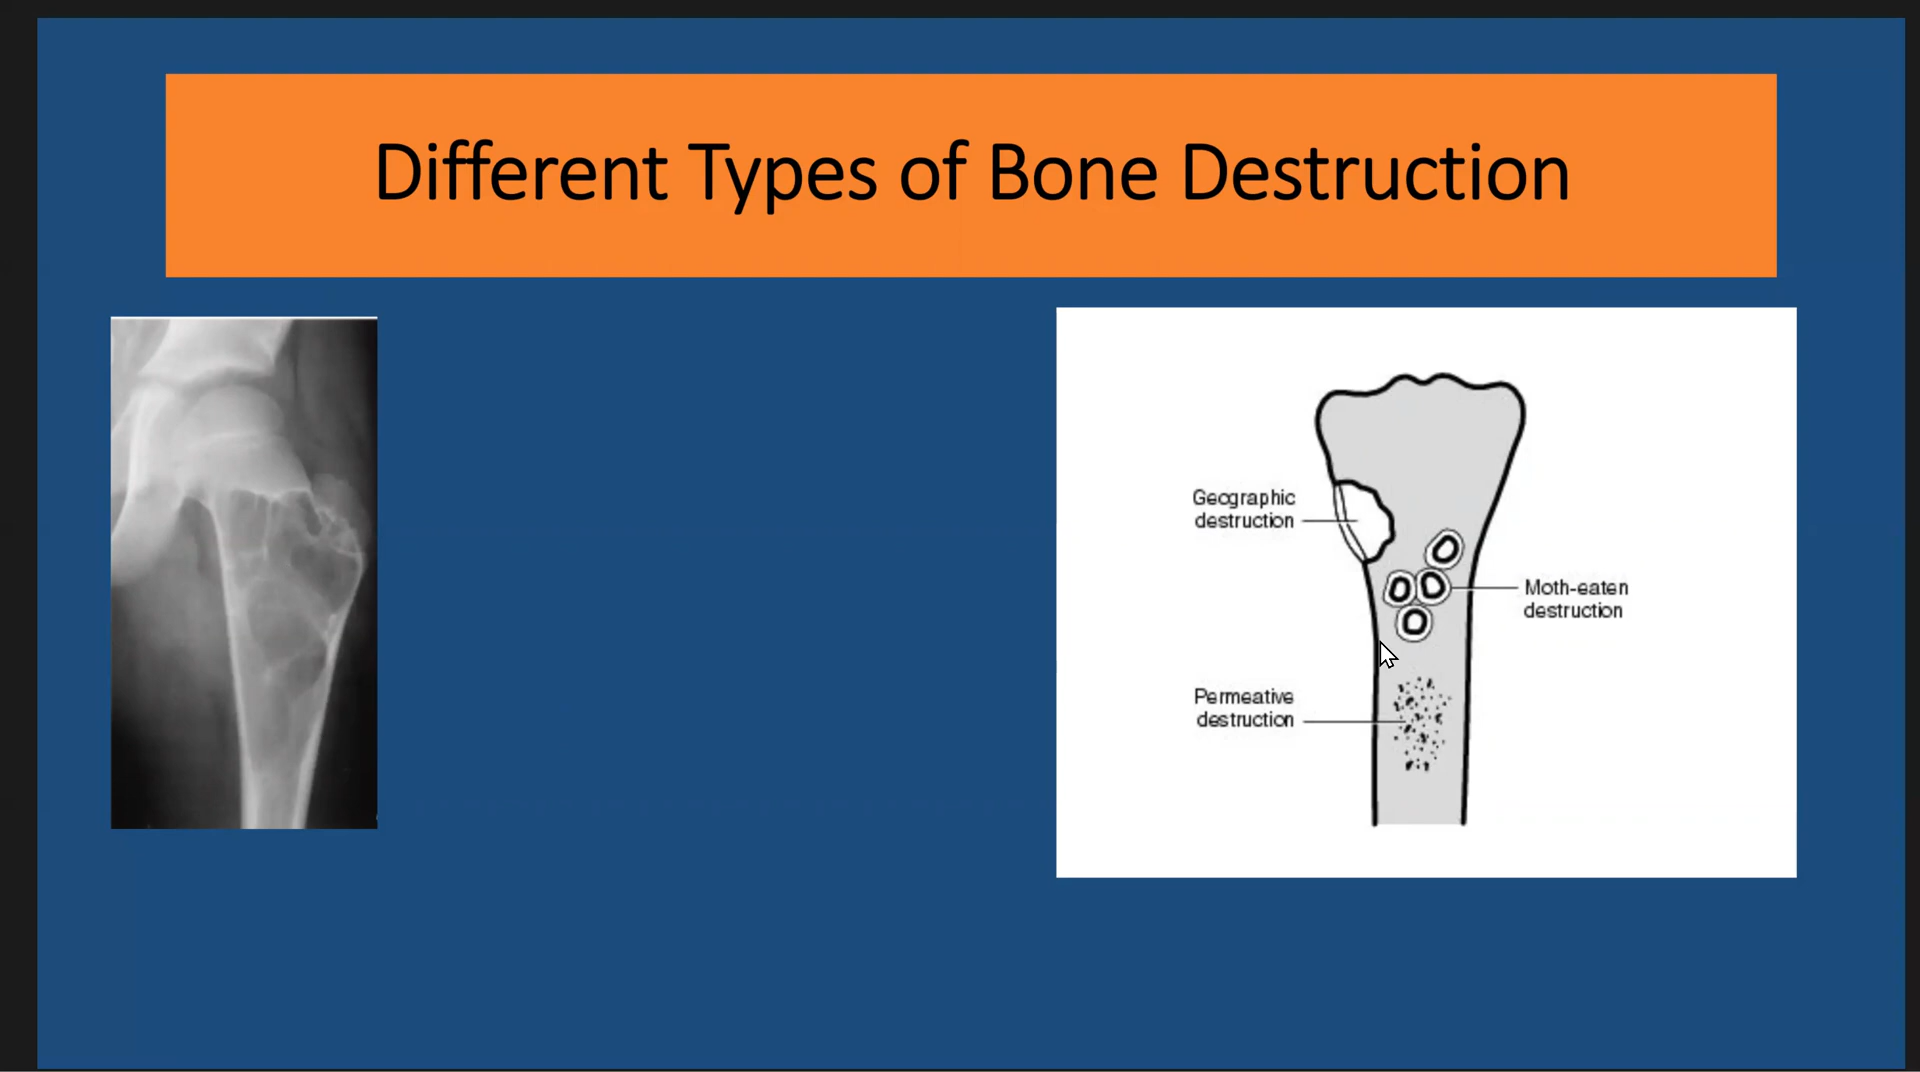 Different Types of Bone Destruction
Geographic
destruction
Moth-eaten
destruction
Permeative
destruction